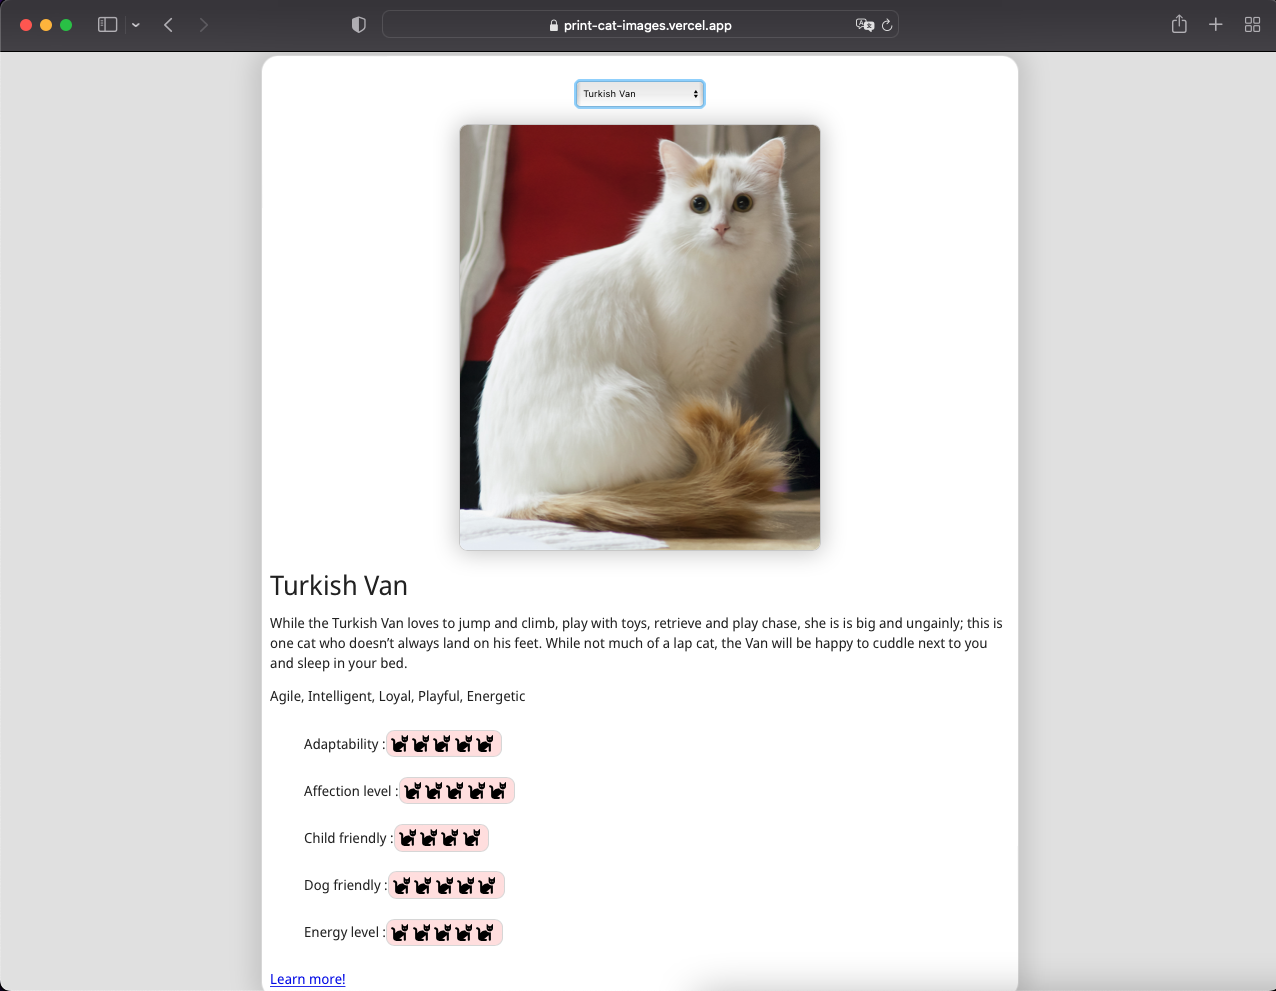 print-cat-images.vercel.app
Turkish Van
Turkish Van
While the Turkish Van loves to jump and climb, play with toys, retrieve and play chase, she is is big and ungainly; this is
one cat who doesn’t always land on his feet. While not much of a lap cat, the Van will be happy to cuddle next to you
and sleep in your bed.
Agile, Intelligent, Loyal, Playful, Energetic
Adaptability :
Affection level :
Child friendly :
Dog friendly :
Energy level :
Learn more!